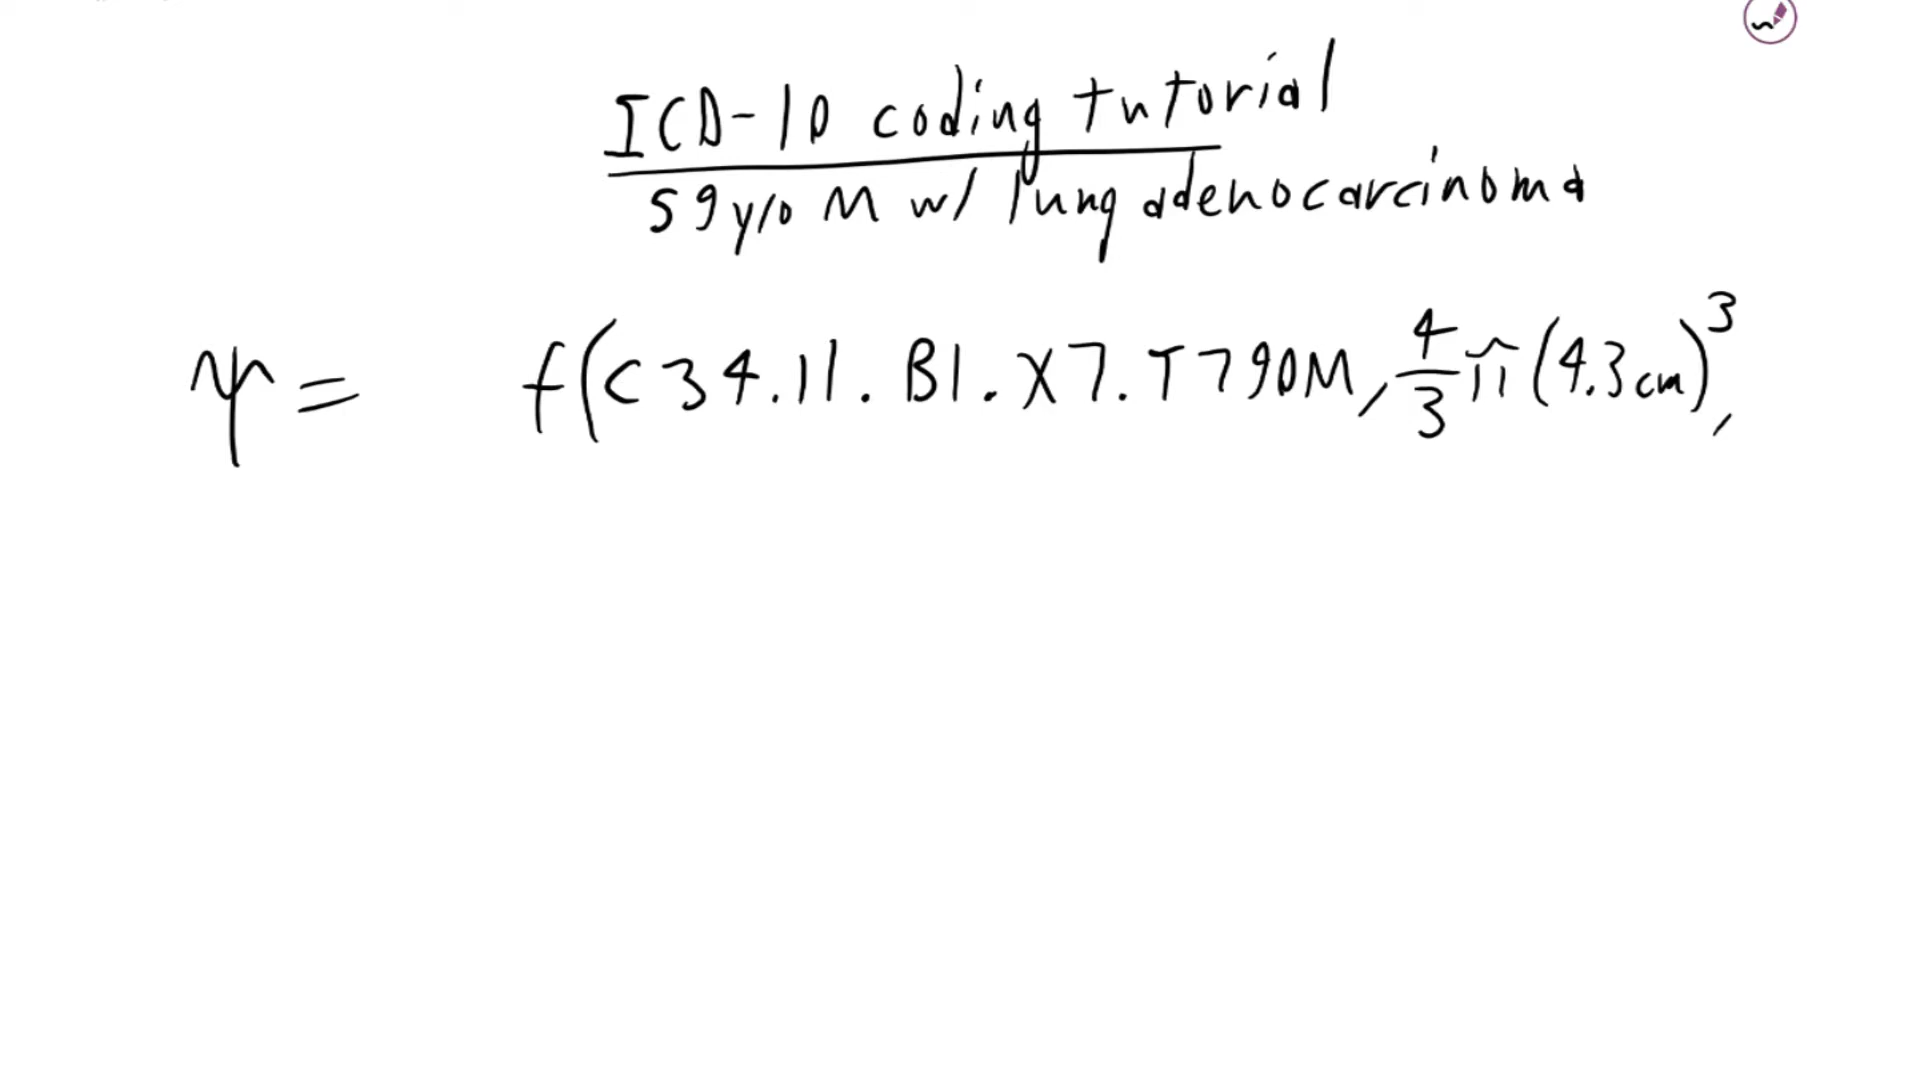 ICD-10 coding tutorial
59 y/o M w/ lung adenocarcinoma
ψ = f(C34.11.B1.X7.T790M, 4/3 π(4.3cm)³,